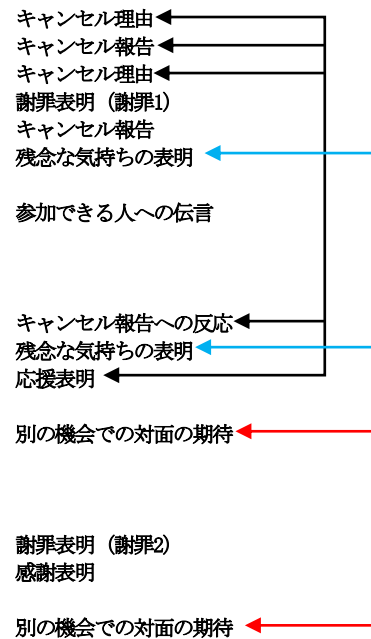 キャンセル理由
キャンセル報告
キャンセル理由
謝罪表明（謝罪1）
キャンセル報告
残念な気持ちの表明
参加できる人への伝言
キャンセル報告への反応
残念な気持ちの表明
応援表明
別の機会での対面の期待
謝罪表明（謝罪2）
感謝表明
別の機会での対面の期待